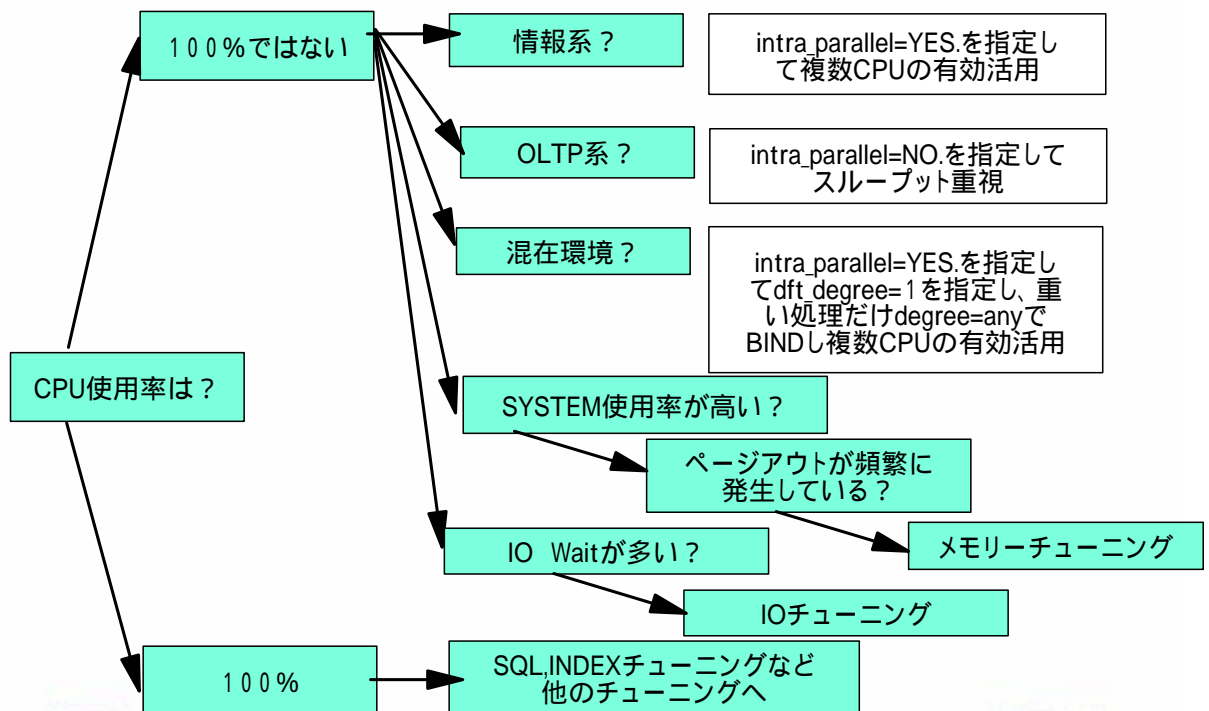 100%ではない
情報系?
intra_parallel=YES.を指定し
て複数CPUの有効活用
OLTP系?
intra_parallel=NO.を指定して
スループット重視
混在環境?
intra_parallel=YES.を指定し
てdft_degree=1を指定し、重
い処理だけdegree=anyで
BINDし複数CPUの有効活用
CPU使用率は?
SYSTEM使用率が高い?
ページアウトが頻繁に
発生している?
メモリーチューニング
IO Waitが多い?
IOチューニング
100%
SQL,INDEXチューニングなど
他のチューニングへ